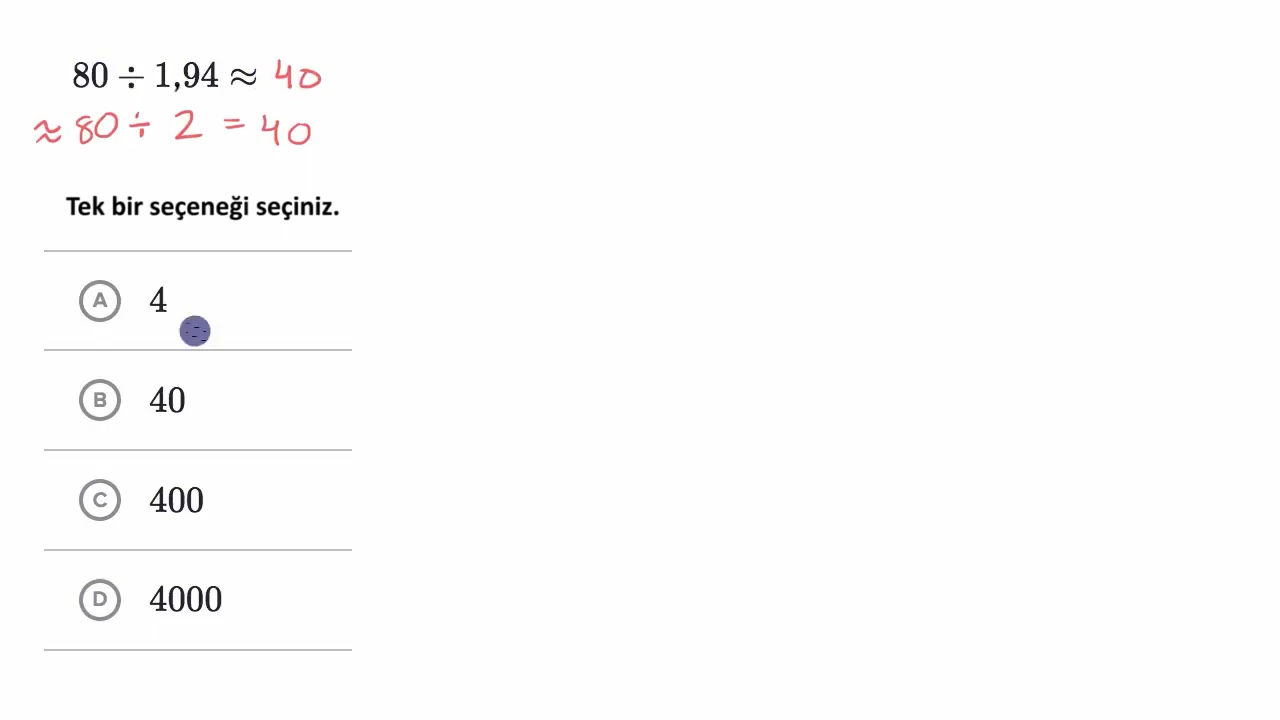 80 ÷ 1,94 ≈ 40
≈ 80 ÷ 2 = 40
Tek bir seçeneği seçiniz.
A 4
B 40
C 400
D 4000